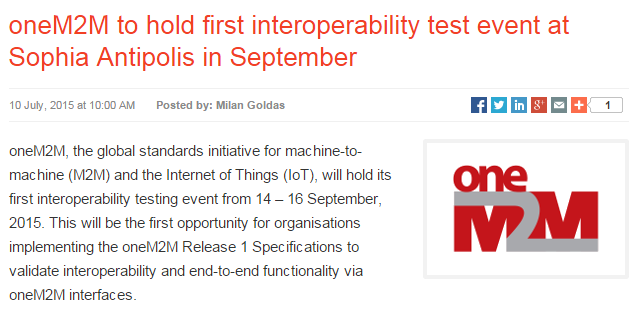 oneM2M to hold first interoperability test event at
Sophia Antipolis in September
10 July, 2015 at 10:00 AM Posted by: Milan Goldas
1
oneM2M, the global standards initiative for machine-to-
machine (M2M) and the Internet of Things (IoT), will hold its
first interoperability testing event from 14 – 16 September,
2015. This will be the first opportunity for organisations
implementing the oneM2M Release 1 Specifications to
validate interoperability and end-to-end functionality via
oneM2M interfaces.
one
M2M